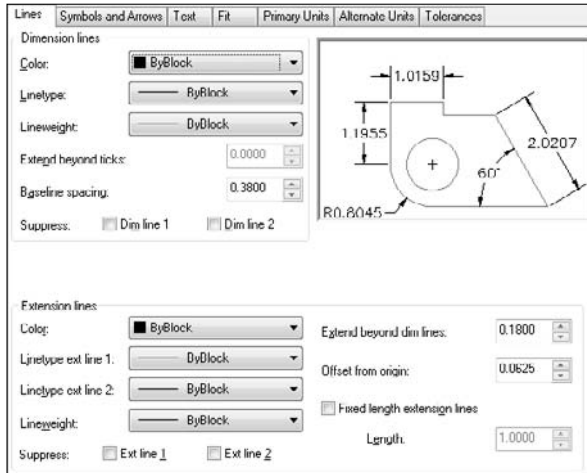 Lines Symbols and Arrows Text Fit Primary Units Alternate Units Tolerances
Dimension lines
Color: ByBlock
Linetype: ByBlock
Lineweight: ByBlock
Extend beyond ticks: 0.0000
Baseline spacing: 0.3800
Suppress: Dim line 1 Dim line 2
1.0159
1.1955
2.0207
60°
R0.8045
Extension lines
Color: ByBlock
Linetype ext line 1: ByBlock
Linetype ext line 2: ByBlock
Lineweight: ByBlock
Suppress: Ext line 1 Ext line 2
Extend beyond dim lines: 0.1800
Offset from origin: 0.0625
Fixed length extension lines
Length: 1.0000